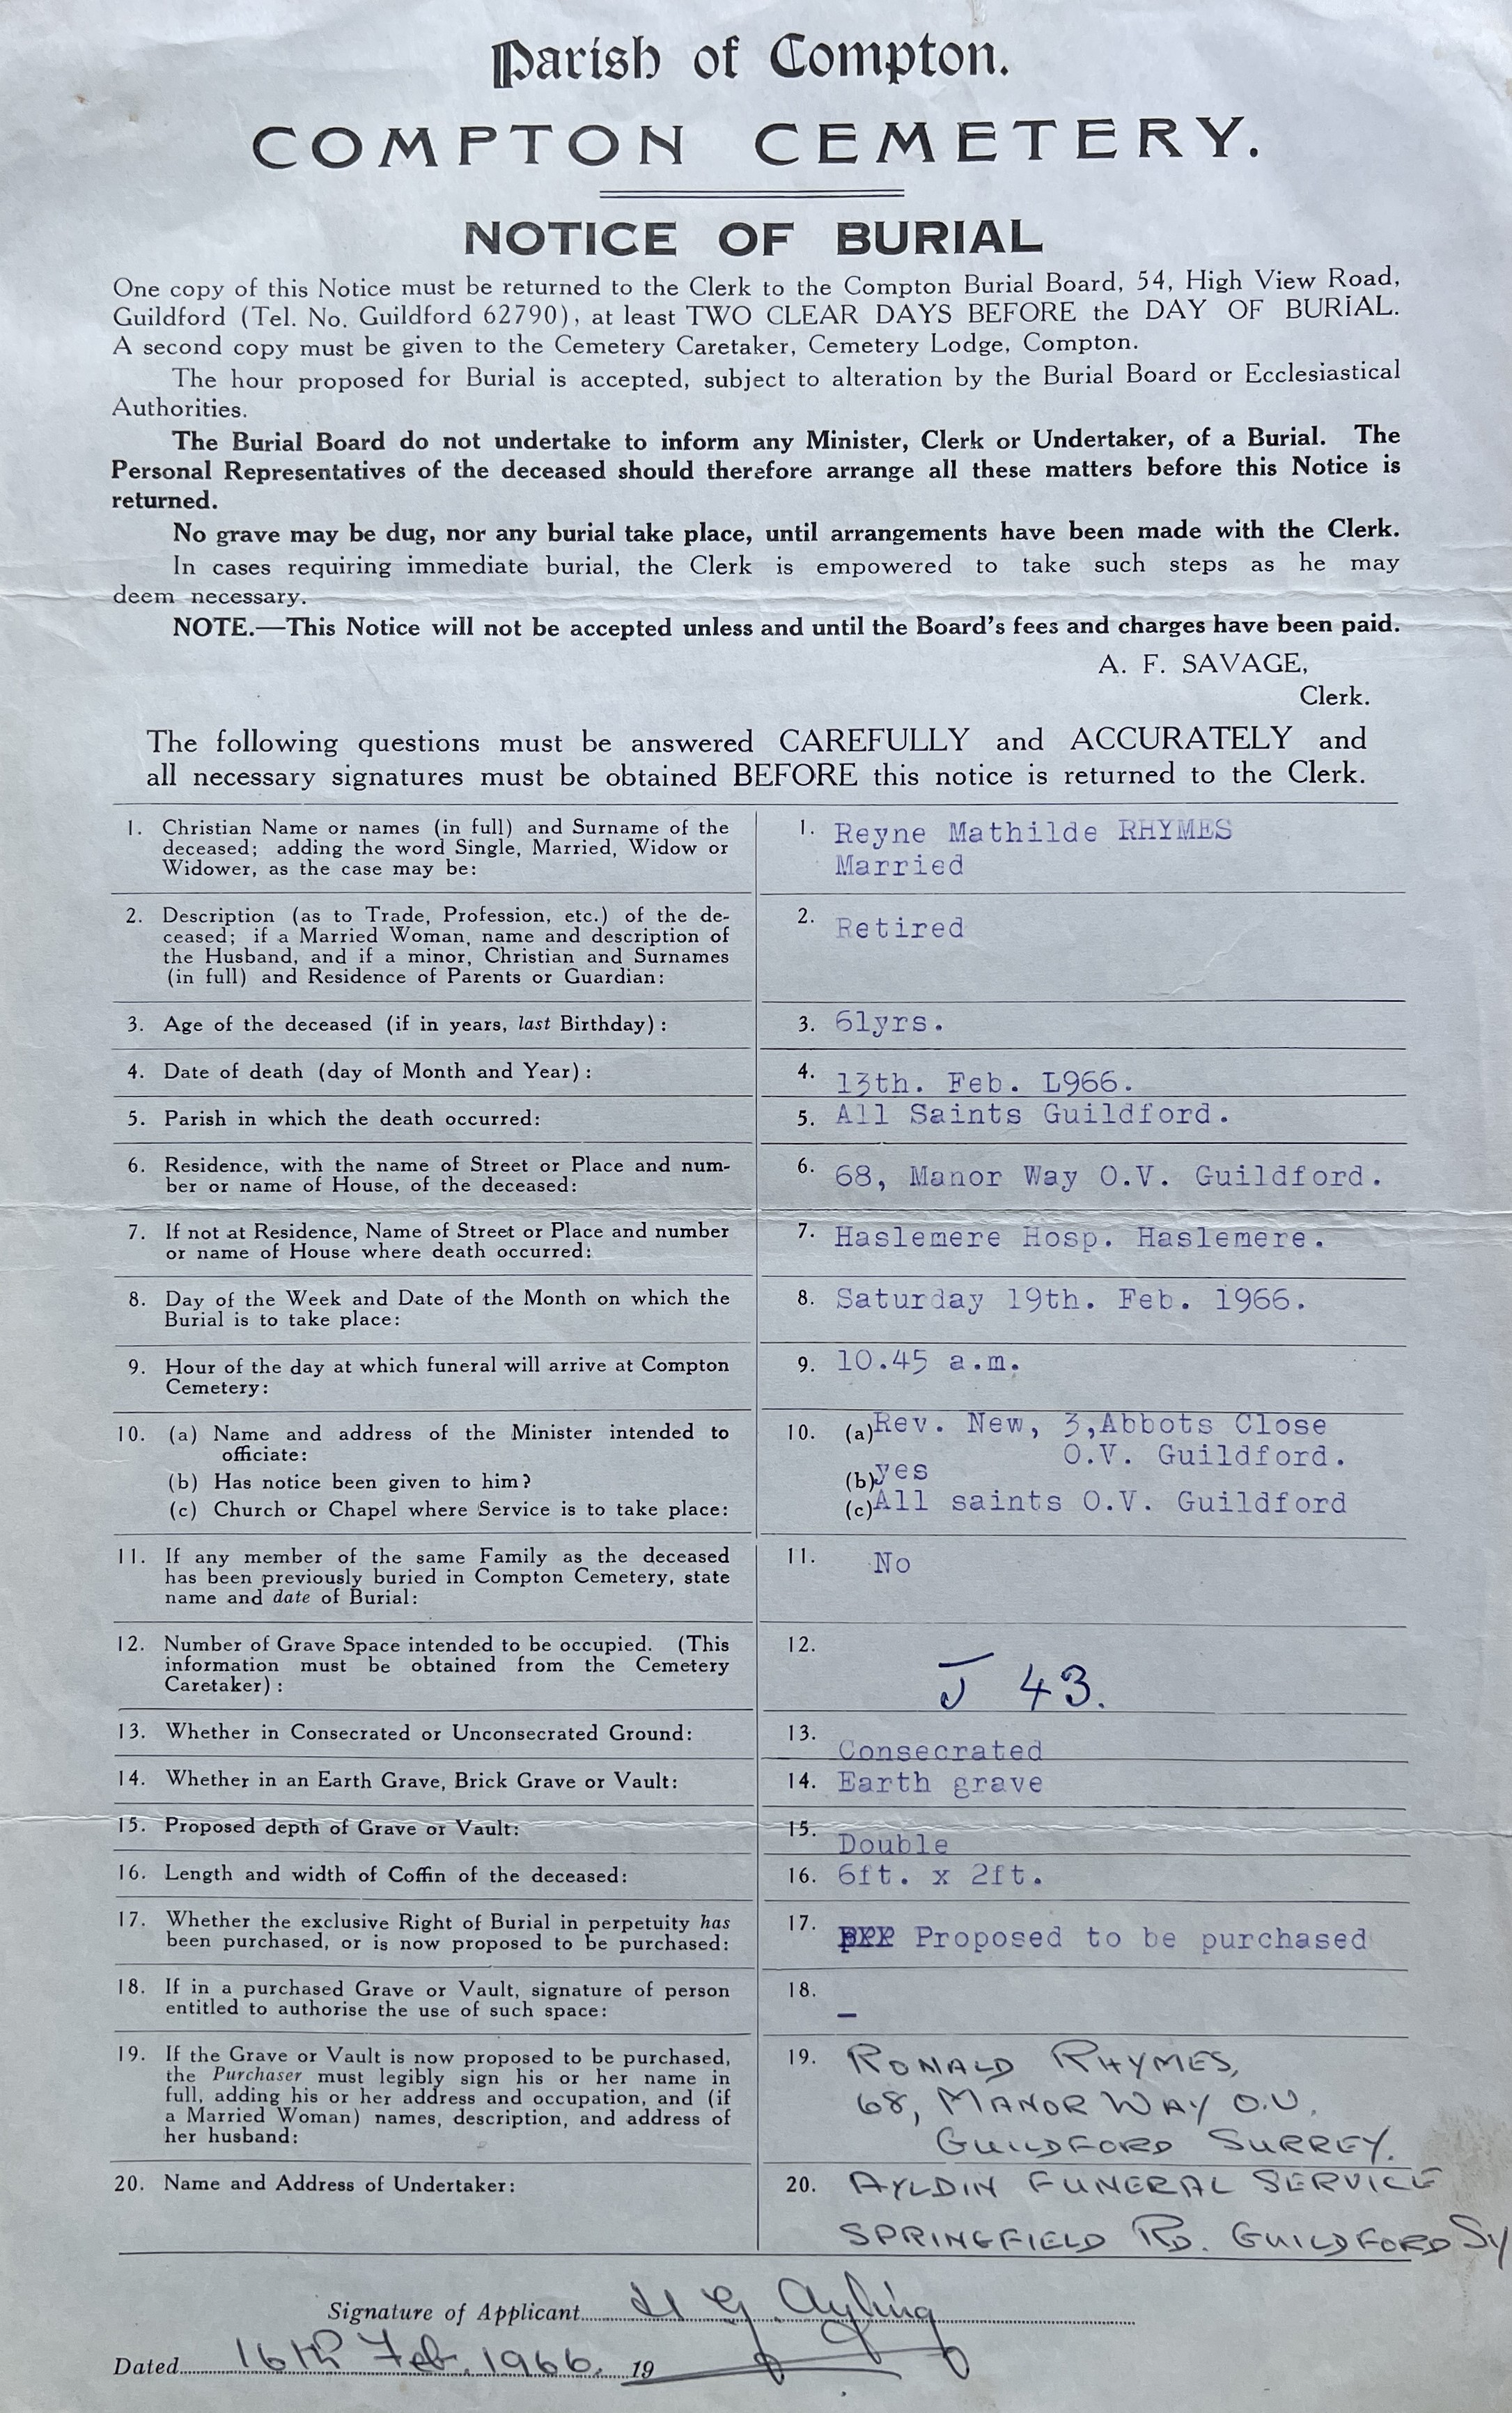 Parish of Compton.
COMPTON CEMETERY.
NOTICE OF BURIAL
One copy of this Notice must be returned to the Clerk to the Compton Burial Board, 54, High View Road,
Guildford (Tel. No. Guildford 62790), at least TWO CLEAR DAYS BEFORE the DAY OF BURIAL.
A second copy must be given to the Cemetery Caretaker, Cemetery Lodge, Compton.
The hour proposed for Burial is accepted, subject to alteration by the Burial Board or Ecclesiastical
Authorities.
The Burial Board do not undertake to inform any Minister, Clerk or Undertaker, of a Burial. The
Personal Representatives of the deceased should therefore arrange all these matters before this Notice is
returned.
No grave may be dug, nor any burial take place, until arrangements have been made with the Clerk.
In cases requiring immediate burial, the Clerk is empowered to take such steps as he may
deem necessary.
NOTE.—This Notice will not be accepted unless and until the Board's fees and charges have been paid.
A. F. SAVAGE,
Clerk.
The following questions must be answered CAREFULLY and ACCURATELY and
all necessary signatures must be obtained BEFORE this notice is returned to the Clerk.
1. Christian Name or names (in full) and Surname of the
deceased; adding the word Single, Married, Widow or
Widower, as the case may be:
1. Reyne Mathilde RHYMES
Married
2. Description (as to Trade, Profession, etc.) of the de-
ceased; if a Married Woman, name and description of
the Husband, and if a minor, Christian and Surnames
(in full) and Residence of Parents or Guardian:
2. Retired
3. Age of the deceased (if in years, last Birthday):
3. 61yrs.
4. Date of death (day of Month and Year):
4. 13th. Feb. L966.
5. Parish in which the death occurred:
5. All Saints Guildford.
6. Residence, with the name of Street or Place and num-
ber or name of House, of the deceased:
6. 68, Manor Way O.V. Guildford.
7. If not at Residence, Name of Street or Place and number
or name of House where death occurred:
7. Haslemere Hosp. Haslemere.
8. Day of the Week and Date of the Month on which the
Burial is to take place:
8. Saturday 19th. Feb. 1966.
9. Hour of the day at which funeral will arrive at Compton
Cemetery:
9. 10.45 a.m.
10. (a) Name and address of the Minister intended to
officiate:
(b) Has notice been given to him?
(c) Church or Chapel where Service is to take place:
10. (a) Rev. New, 3,Abbots Close
O.V. Guildford.
(b) yes
(c) All saints O.V. Guildford
11. If any member of the same Family as the deceased
has been previously buried in Compton Cemetery, state
name and date of Burial:
11. No
12. Number of Grave Space intended to be occupied. (This
information must be obtained from the Cemetery
Caretaker):
12. J 43.
13. Whether in Consecrated or Unconsecrated Ground:
13. Consecrated
14. Whether in an Earth Grave, Brick Grave or Vault:
14. Earth grave
15. Proposed depth of Grave or Vault:
15. Double
16. Length and width of Coffin of the deceased:
16. 6ft. x 2ft.
17. Whether the exclusive Right of Burial in perpetuity has
been purchased, or is now proposed to be purchased:
17. Proposed to be purchased
18. If in a purchased Grave or Vault, signature of person
entitled to authorise the use of such space:
18. –
19. If the Grave or Vault is now proposed to be purchased,
the Purchaser must legibly sign his or her name in
full, adding his or her address and occupation, and (if
a Married Woman) names, description, and address of
her husband:
19. RONALD RHYMES,
68, MANOR WAY O.V.
GUILDFORD SURREY.
20. Name and Address of Undertaker:
20. AYLDIN FUNERAL SERVICE
SPRINGFIELD RD. GUILDFORD Sy
Signature of Applicant H G. Ayling
Dated 16th Feb. 1966. 19